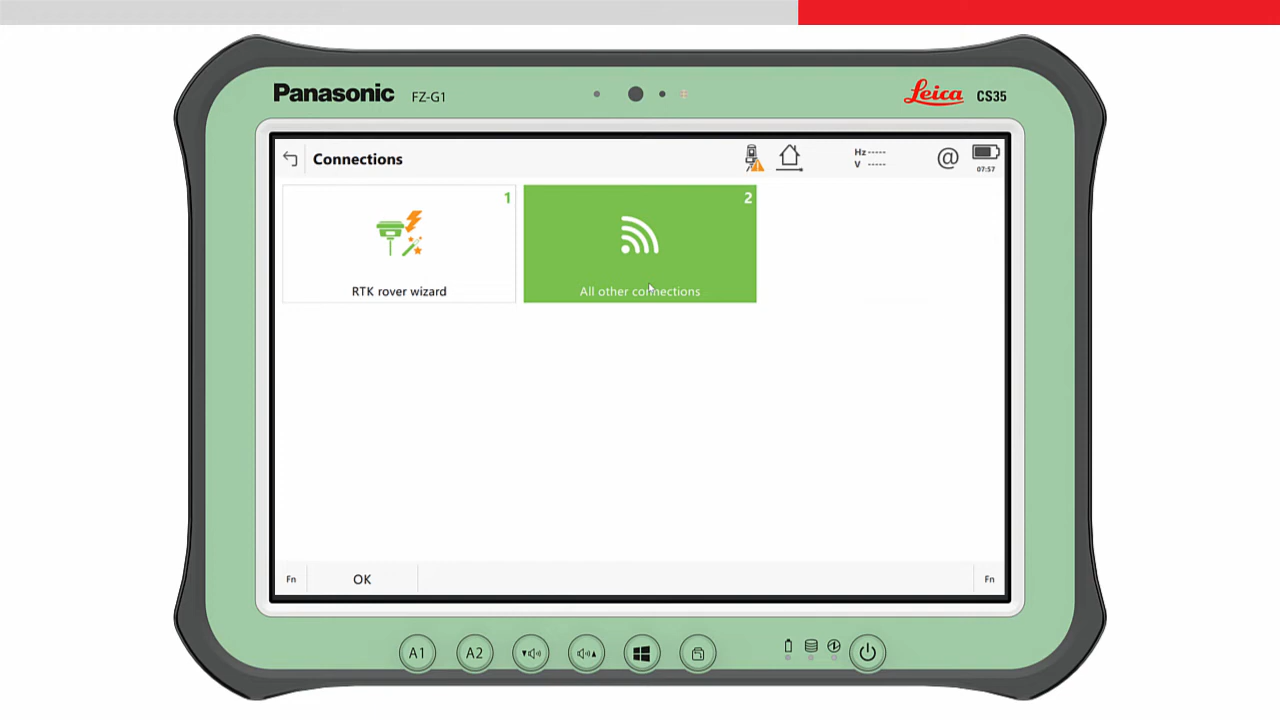 Panasonic FZ-G1
Leica CS35
Connections
Hz -----
V -----
@
07:57
1
RTK rover wizard
2
All other connections
Fn OK Fn
A1 A2